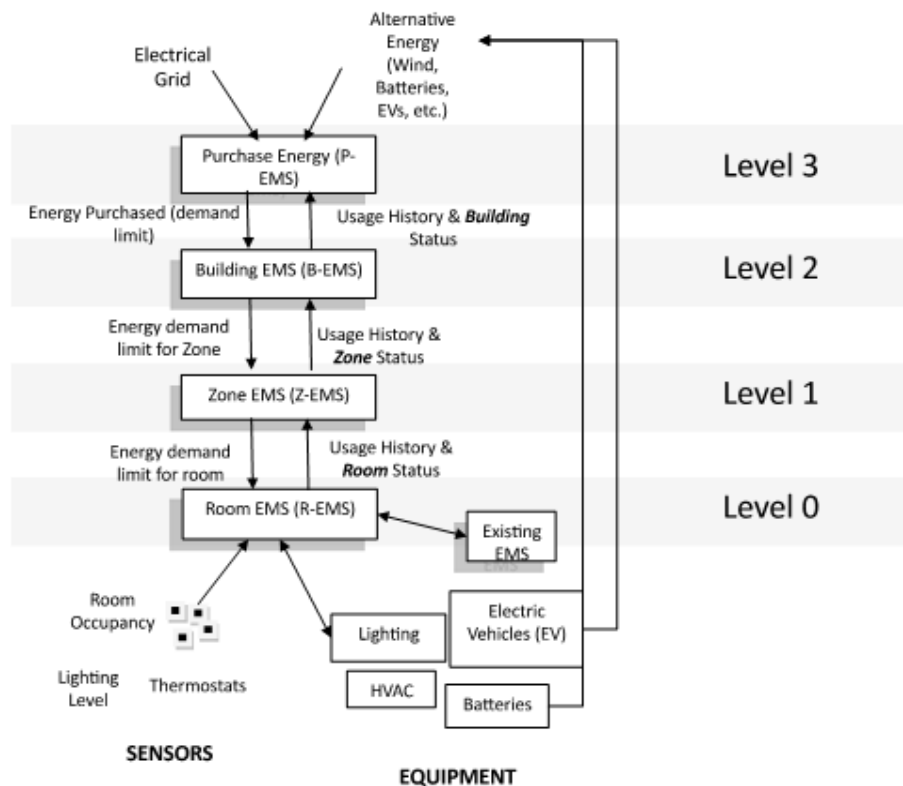 Electrical
Grid
Alternative
Energy
(Wind,
Batteries,
EVs, etc.)
Purchase Energy (P-
EMS)
Level 3
Energy Purchased (demand
limit)
Usage History & Building
Status
Building EMS (B-EMS)
Level 2
Energy demand
limit for Zone
Usage History &
Zone Status
Zone EMS (Z-EMS)
Level 1
Energy demand
limit for room
Usage History &
Room Status
Room EMS (R-EMS)
Level 0
Existing
EMS
Room
Occupancy
Lighting
Level
Thermostats
Lighting
Electric
Vehicles (EV)
HVAC
Batteries
SENSORS
EQUIPMENT